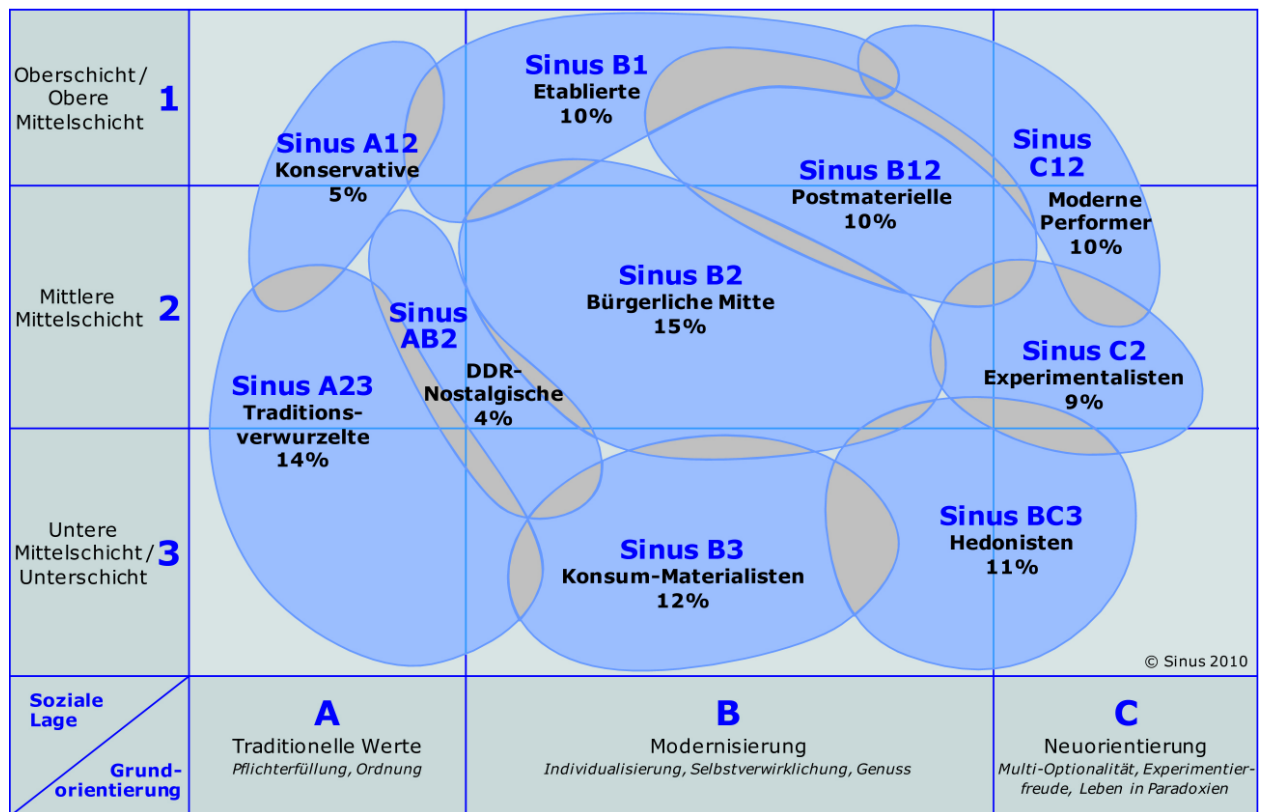 Oberschicht/
Obere
Mittelschicht
1
Sinus B1
Etablierte
10%
Sinus A12
Konservative
5%
Sinus B12
Postmaterielle
10%
Sinus
C12
Moderne
Performer
10%
Mittlere
Mittelschicht
2
Sinus
AB2
DDR-
Nostalgische
4%
Sinus B2
Bürgerliche Mitte
15%
Sinus C2
Experimentalisten
9%
Sinus A23
Traditions-
verwurzelte
14%
Untere
Mittelschicht/
Unterschicht
3
Sinus B3
Konsum-Materialisten
12%
Sinus BC3
Hedonisten
11%
© Sinus 2010
Soziale
Lage
Grund-
orientierung
A
Traditionelle Werte
Pflichterfüllung, Ordnung
B
Modernisierung
Individualisierung, Selbstverwirklichung, Genuss
C
Neuorientierung
Multi-Optionalität, Experimentier-
freude, Leben in Paradoxien